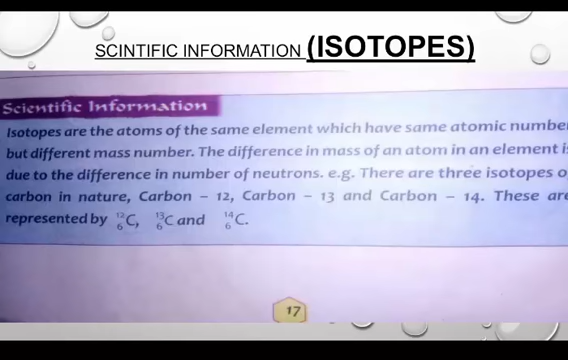 SCINTIFIC INFORMATION (ISOTOPES)
Scientific Information
Isotopes are the atoms of the same element which have same atomic numbe
but different mass number. The difference in mass of an atom in an element i
due to the difference in number of neutrons. e.g. There are three isotopes o
carbon in nature, Carbon – 12, Carbon – 13 and Carbon – 14. These are
represented by ¹²₆C, ¹³₆C and ¹⁴₆C.
17